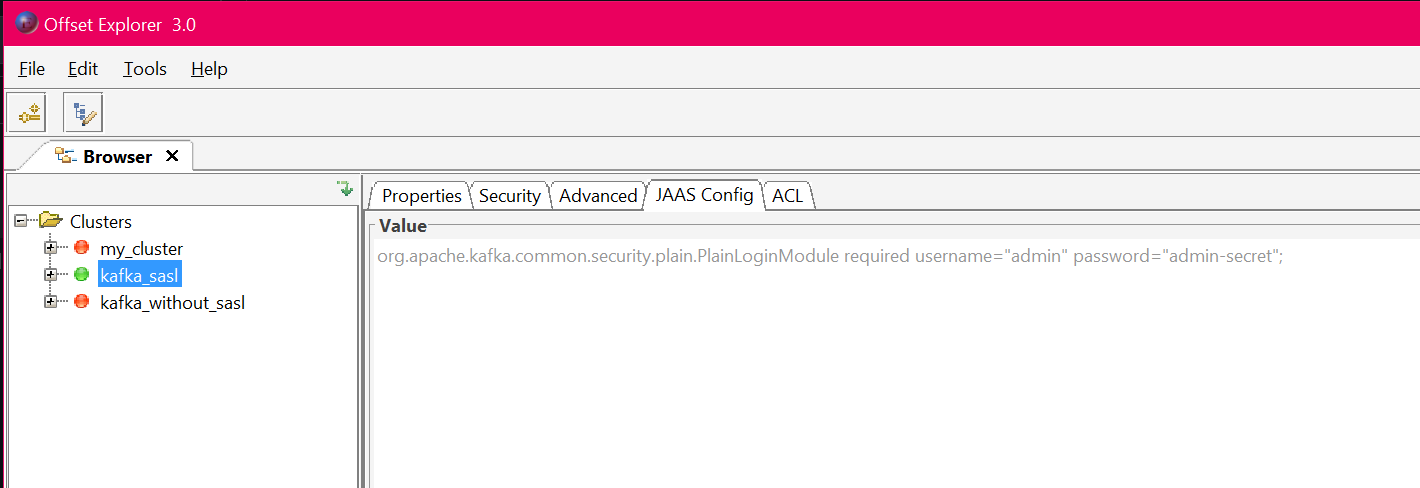 Offset Explorer 3.0
File Edit Tools Help
Browser
Properties Security Advanced JAAS Config ACL
Clusters
my_cluster
kafka_sasl
kafka_without_sasl
Value
org.apache.kafka.common.security.plain.PlainLoginModule required username="admin" password="admin-secret";